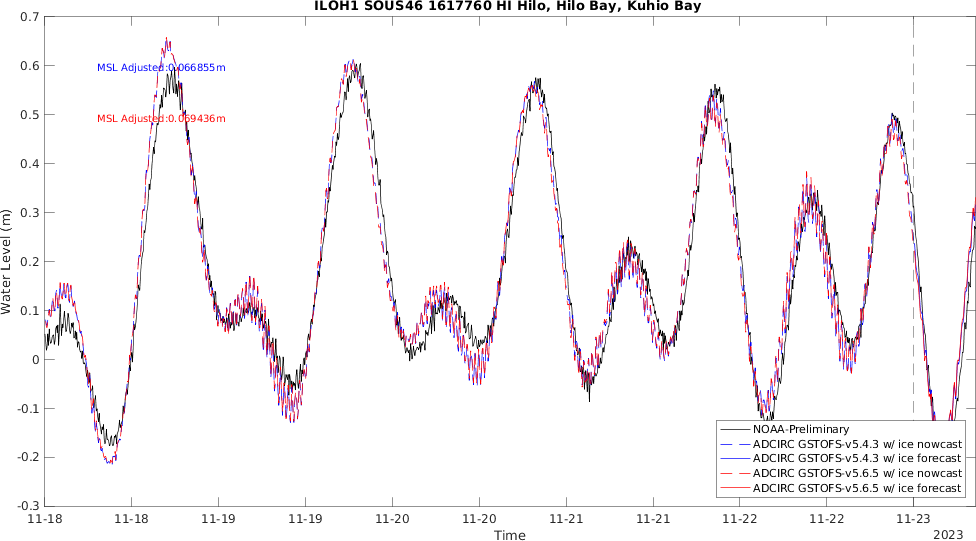 ILOH1 SOUS46 1617760 HI Hilo, Hilo Bay, Kuhio Bay
0.7
0.6
0.5
0.4
0.3
0.2
0.1
0
-0.1
-0.2
-0.3
Water Level (m)
MSL Adjusted:0.066855m
MSL Adjusted:0.069436m
NOAA-Preliminary
ADCIRC GSTOFS-v5.4.3 w/ ice nowcast
ADCIRC GSTOFS-v5.4.3 w/ ice forecast
ADCIRC GSTOFS-v5.6.5 w/ ice nowcast
ADCIRC GSTOFS-v5.6.5 w/ ice forecast
11-18 11-18 11-19 11-19 11-20 11-20 11-21 11-21 11-22 11-22 11-23
Time
2023